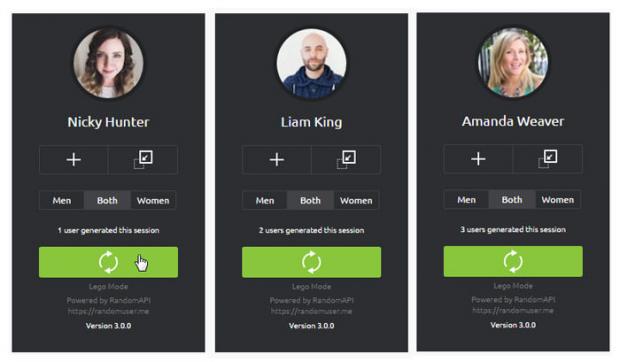 Nicky Hunter
Men Both Women
1 user generated this session
Lego Mode
Powered by RandomAPI
https://randomuser.me
Version 3.0.0
Liam King
Men Both Women
2 users generated this session
Lego Mode
Powered by RandomAPI
https://randomuser.me
Version 3.0.0
Amanda Weaver
Men Both Women
3 users generated this session
Lego Mode
Powered by RandomAPI
https://randomuser.me
Version 3.0.0